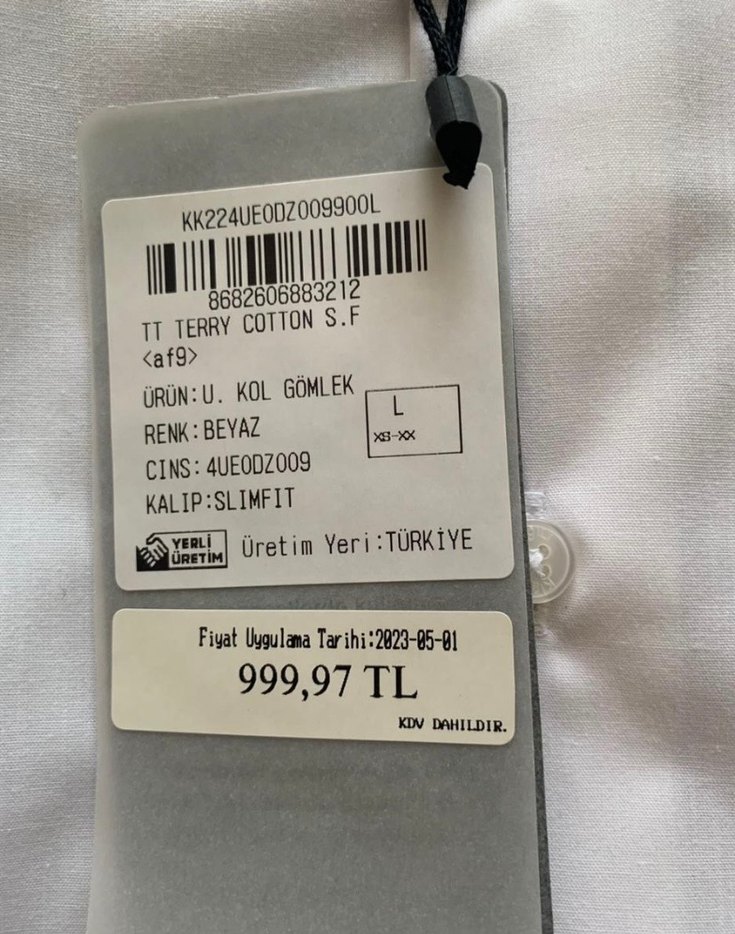 KK224UE0DZ009900L
8682606883212
TT TERRY COTTON S.F
<af9>
ÜRÜN:U. KOL GÖMLEK
RENK:BEYAZ
L
XS-XX
CINS:4UE0DZ009
KALIP:SLIMFIT
YERLİ
ÜRETİM
Üretim Yeri:TÜRKİYE
Fiyat Uygulama Tarihi:2023-05-01
999,97 TL
KDV DAHILDIR.